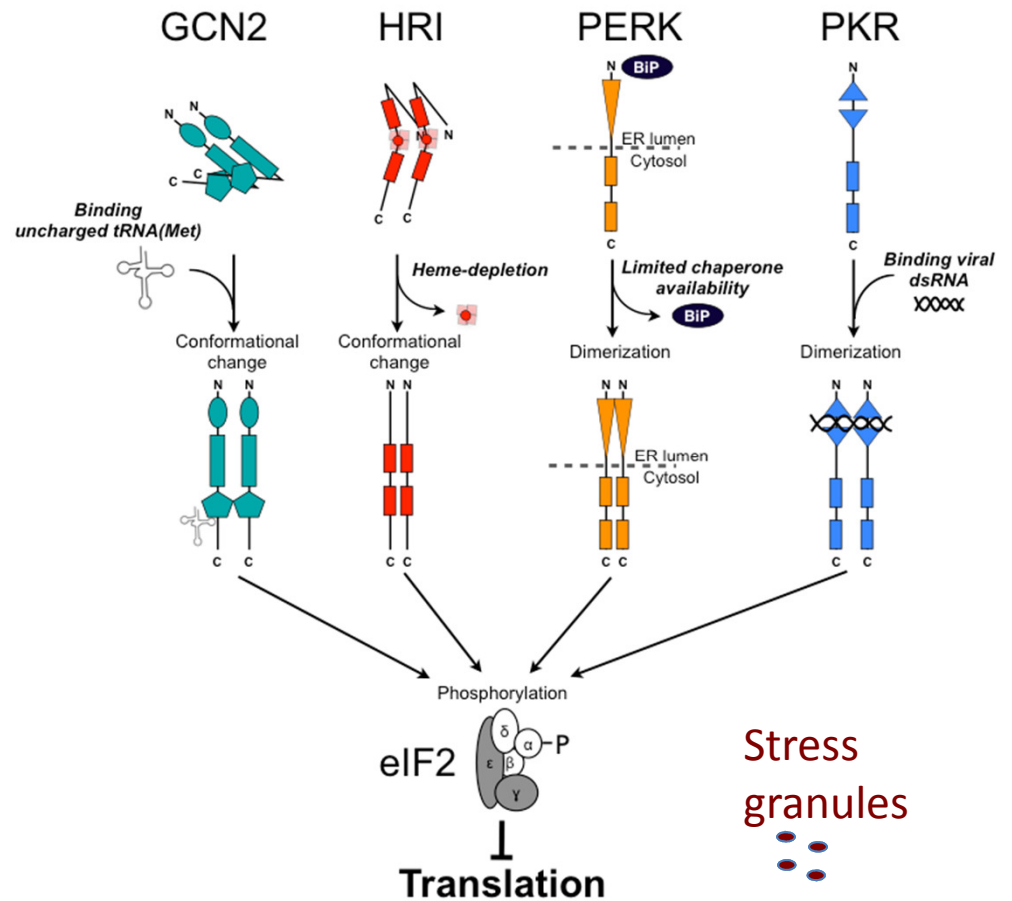 GCN2
HRI
PERK
PKR
N
N
C
C
Binding
uncharged tRNA(Met)
Conformational
change
N N
C C
N
N
C C
Heme-depletion
Conformational
change
N N
C C
N
BiP
ER lumen
Cytosol
C
Limited chaperone
availability
BiP
Dimerization
N N
ER lumen
Cytosol
C C
N
C
Binding viral
dsRNA
Dimerization
N N
C C
Phosphorylation
eIF2
δ
α
P
ε
β
γ
Translation
Stress
granules